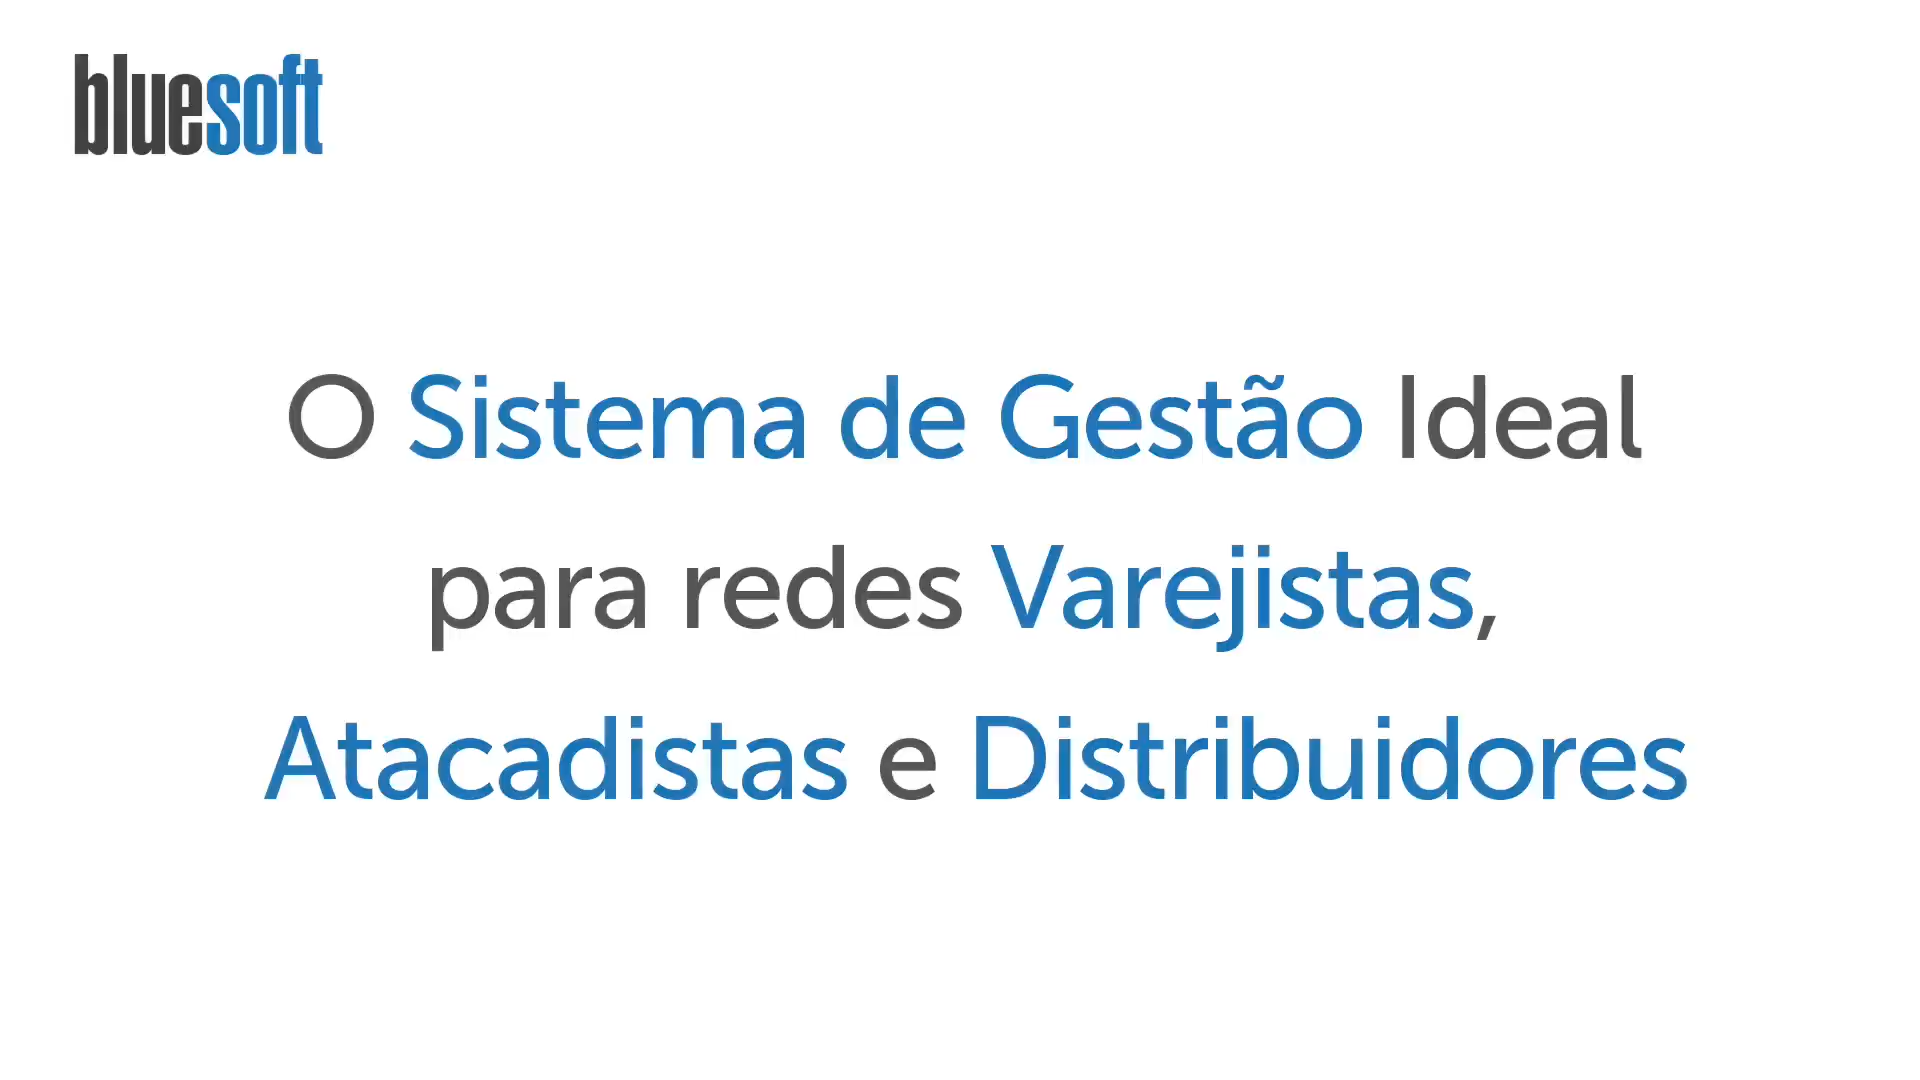 bluesoft
O Sistema de Gestão Ideal
para redes Varejistas,
Atacadistas e Distribuidores